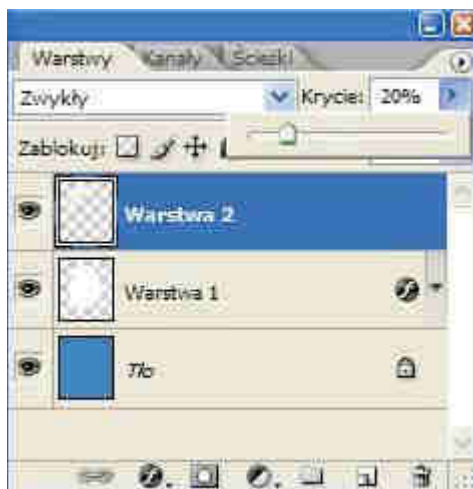 Warstwy Kanały Ścieżki
Zwykły Krycie: 20%
Zablokuj:
Warstwa 2
Warstwa 1
Tło